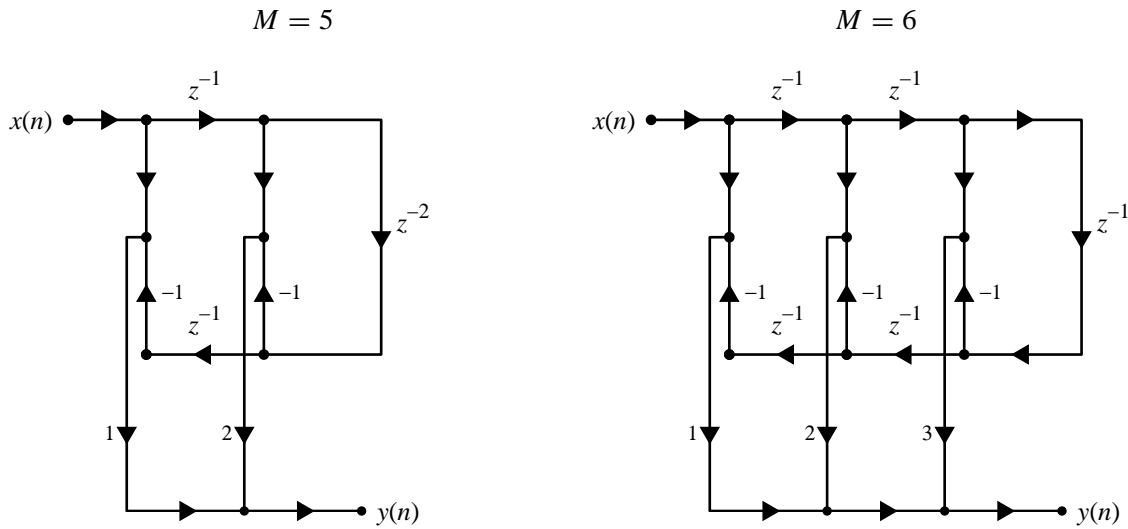 M = 5
M = 6
z⁻¹
z⁻¹
z⁻¹
x(n)
x(n)
z⁻²
z⁻¹
−1
−1
−1
−1
−1
z⁻¹
z⁻¹
z⁻¹
1
2
1
2
3
y(n)
y(n)